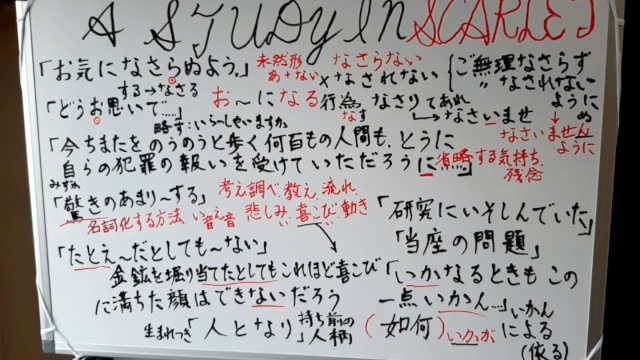 A STUDY In SCARLET
「お気になさらぬよう。」 未然形 なさらない
あ+ない × なされない
ご無理なさらず
〃 なされない
ように
する→なさる
「どうお思いで....」 お〜になる 行為 なさりてあれ
なす
→なさいませ
なさいません
ように
略す:いらっしゃいますか。
「今ちまたをのうのうと歩く何百もの人間も、とうに
自らの犯罪の報いを受けていただろうに…」 省略する気持ち、
残念
みずか
「驚きのあまり〜する」 考え調べ教え、流れ、
名詞化する方法 い音え音 悲しみ、喜こび、動き
「研究にいそしんでいた」
「たとえ〜だとしても〜ない」 「当座の問題」
金鉱を掘り当てたとしてもこれほど喜こび
に満ちた顔はできないだろう
「いかなるときもこの
一点いかん...」いかん
(如何) いかが による
(依る)
生まれつき「人となり」持ち前の
人柄